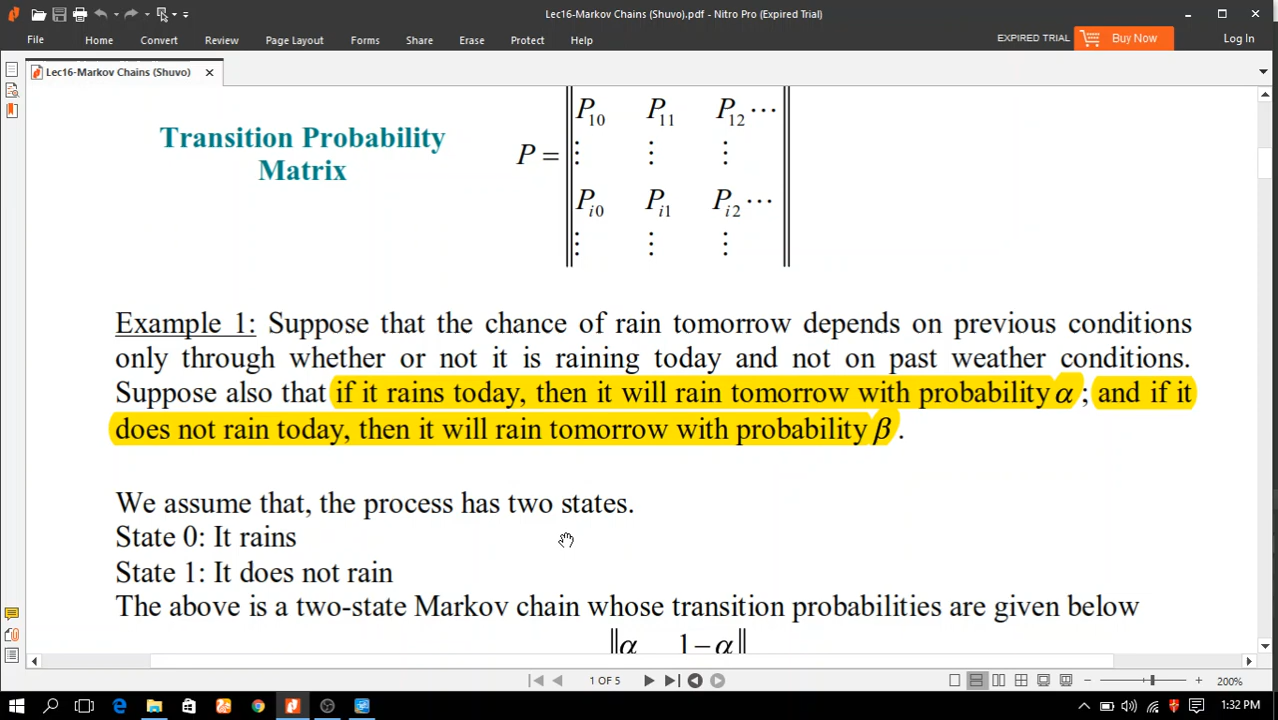 Lec16-Markov Chains (Shuvo).pdf - Nitro Pro (Expired Trial)
File Home Convert Review Page Layout Forms Share Erase Protect Help EXPIRED TRIAL Buy Now Log In
Lec16-Markov Chains (Shuvo)
P10 P11 P12 ⋯
Transition Probability
Matrix
P =
⋮ ⋮ ⋮
Pi0 Pi1 Pi2 ⋯
⋮ ⋮ ⋮
Example 1: Suppose that the chance of rain tomorrow depends on previous conditions
only through whether or not it is raining today and not on past weather conditions.
Suppose also that if it rains today, then it will rain tomorrow with probability α; and if it
does not rain today, then it will rain tomorrow with probability β.
We assume that, the process has two states.
State 0: It rains
State 1: It does not rain
The above is a two-state Markov chain whose transition probabilities are given below
α 1 − α
1 OF 5
200%
1:32 PM